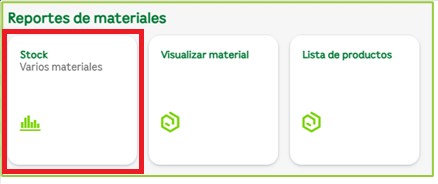 Reportes de materiales
Stock
Varios materiales
Visualizar material
Lista de productos